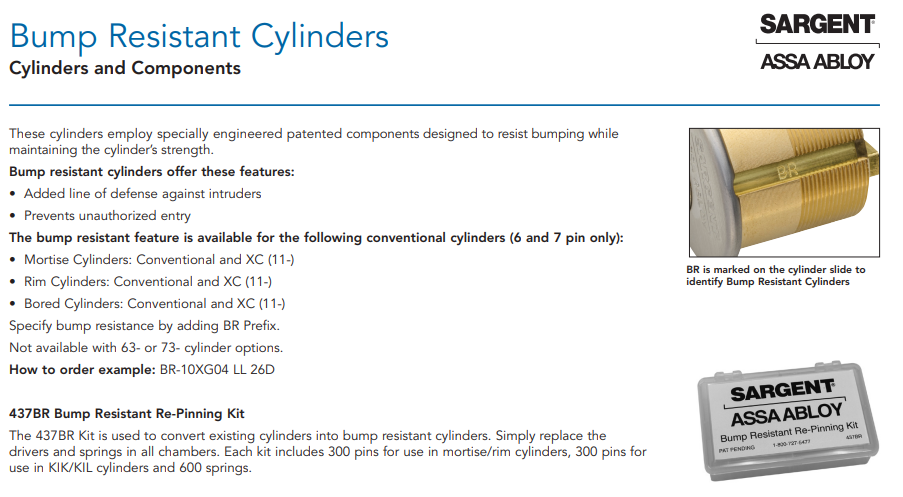 Bump Resistant Cylinders
Cylinders and Components
SARGENT
ASSA ABLOY
These cylinders employ specially engineered patented components designed to resist bumping while
maintaining the cylinder's strength.
Bump resistant cylinders offer these features:
• Added line of defense against intruders
• Prevents unauthorized entry
The bump resistant feature is available for the following conventional cylinders (6 and 7 pin only):
• Mortise Cylinders: Conventional and XC (11-)
• Rim Cylinders: Conventional and XC (11-)
• Bored Cylinders: Conventional and XC (11-)
Specify bump resistance by adding BR Prefix.
Not available with 63- or 73- cylinder options.
How to order example: BR-10XG04 LL 26D
BR
BR is marked on the cylinder slide to
identify Bump Resistant Cylinders
437BR Bump Resistant Re-Pinning Kit
The 437BR Kit is used to convert existing cylinders into bump resistant cylinders. Simply replace the
drivers and springs in all chambers. Each kit includes 300 pins for use in mortise/rim cylinders, 300 pins for
use in KIK/KIL cylinders and 600 springs.
SARGENT
ASSA ABLOY
Bump Resistant Re-Pinning Kit
PAT PENDING 1-800-727-5477 437BR